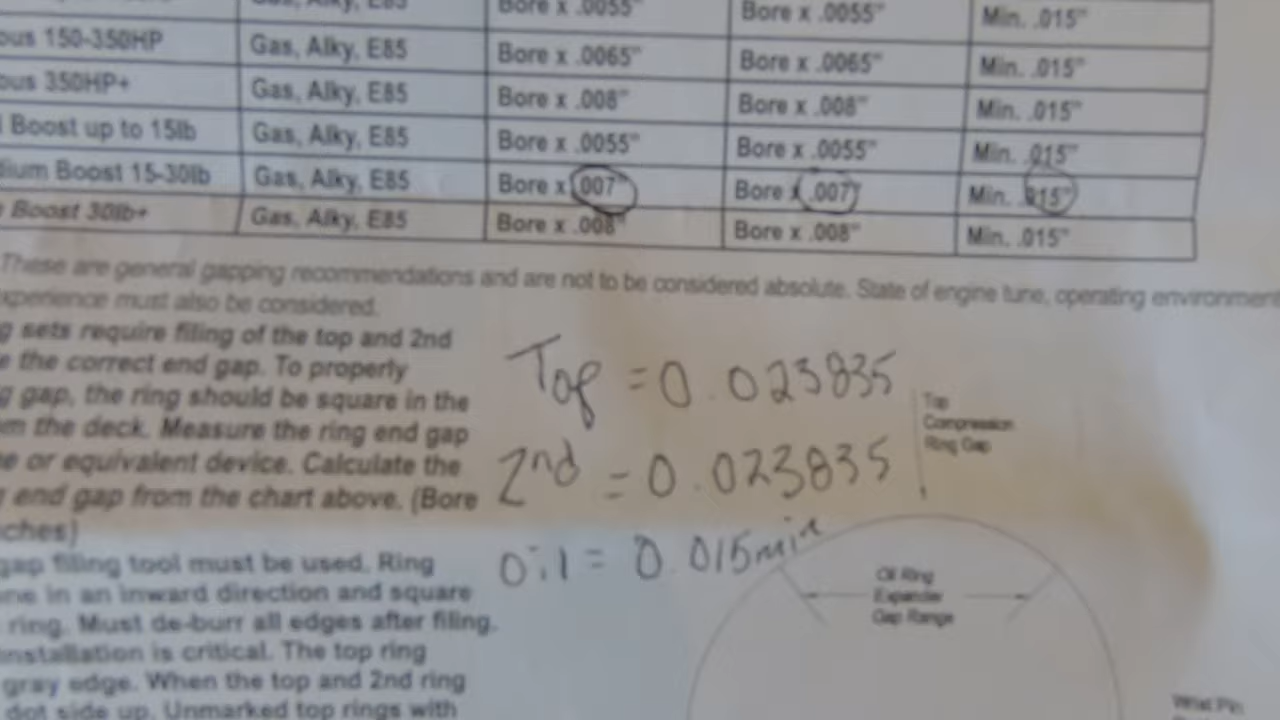 Gas, Alky, E85 Bore x .0055" Bore x .0055" Min. .015"
ous 150-350HP Gas, Alky, E85 Bore x .0065" Bore x .0065" Min. .015"
ous 350HP+ Gas, Alky, E85 Bore x .008" Bore x .008" Min. .015"
Boost up to 15lb Gas, Alky, E85 Bore x .0055" Bore x .0055" Min. .015"
dium Boost 15-30lb Gas, Alky, E85 Bore x .007" Bore x .007" Min. .015"
Boost 30lb+ Gas, Alky, E85 Bore x .008" Bore x .008" Min. .015"
These are general gapping recommendations and are not to be considered absolute. State of engine tune, operating environment
xperience must also be considered.
g sets require filing of the top and 2nd
e the correct end gap. To properly
g gap, the ring should be square in the
om the deck. Measure the ring end gap
ge or equivalent device. Calculate the
g end gap from the chart above. (Bore
ches)
gap filing tool must be used. Ring
one in an inward direction and square
ring. Must de-burr all edges after filing.
nstallation is critical. The top ring
gray edge. When the top and 2nd ring
dot side up. Unmarked top rings with
Top = 0.023835
2nd = 0.023835
Oil = 0.015min
Top
Compression
Ring Gap
Oil Ring
Expander
Gap Range
Wrist Pin